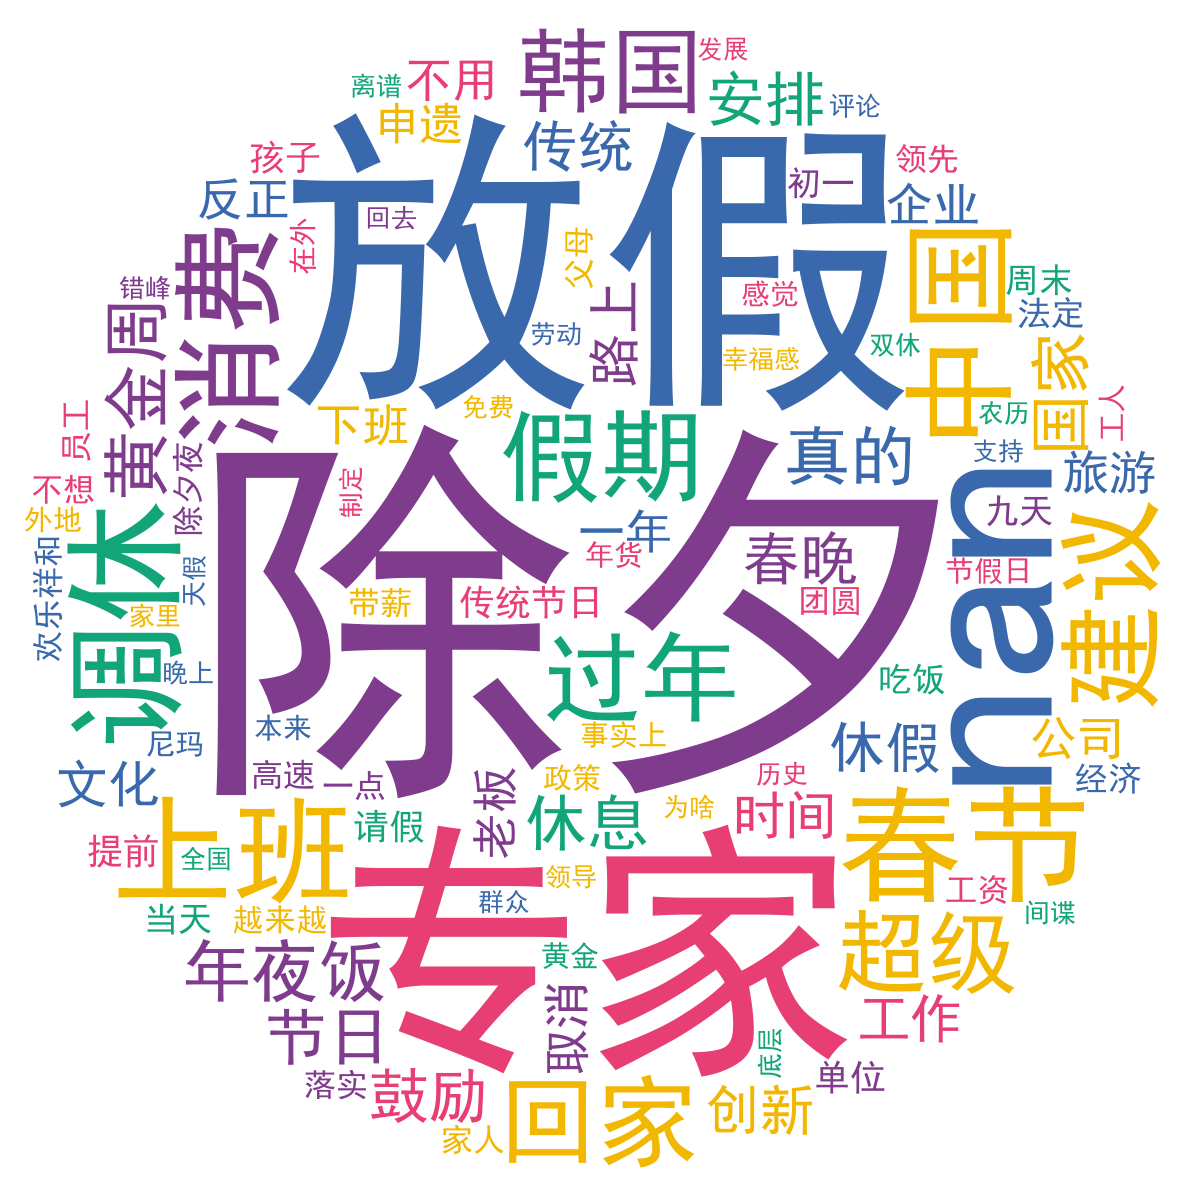 韩国
发展
离谱
不用
安排
评论
申遗
传统
放假
孩子
领先
初一
反正
企业
回去
在外
父母
消费
中国
错峰
感觉
周末
法定
黄金周
路上
劳动
双休
幸福感
国家
下班
免费
假期
农历
工人
员工
真的
支持
旅游
除夕夜
不想
外地
制定
除夕
nan
九天
调休
一年
年货
春晚
节假日
建议
欢乐祥和
天假
家里
带薪
传统节日
团圆
晚上
过年
吃饭
尼玛
本来
事实上
休假
公司
文化
高速
一点
政策
历史
经济
老板
休息
为啥
时间
春节
上班
请假
提前
全国
专家
领导
群众
工资
间谍
当天
越来越
超级
年夜饭
黄金
取消
工作
节日
底层
单位
落实
鼓励
回家
创新
家人